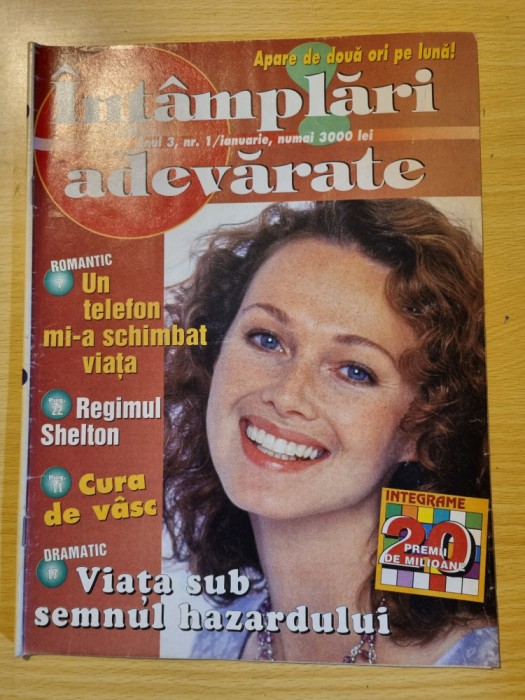 Apare de două ori pe lună!
Întâmplări
anul 3, nr. 1/ianuarie, numai 3000 lei
adevărate
ROMANTIC
Un
telefon
mi-a schimbat
viața
22 Regimul
Shelton
Cura
de vâsc
DRAMATIC
17 Viața sub
semnul hazardului
INTEGRAME
20
PREMII
DE MILIOANE